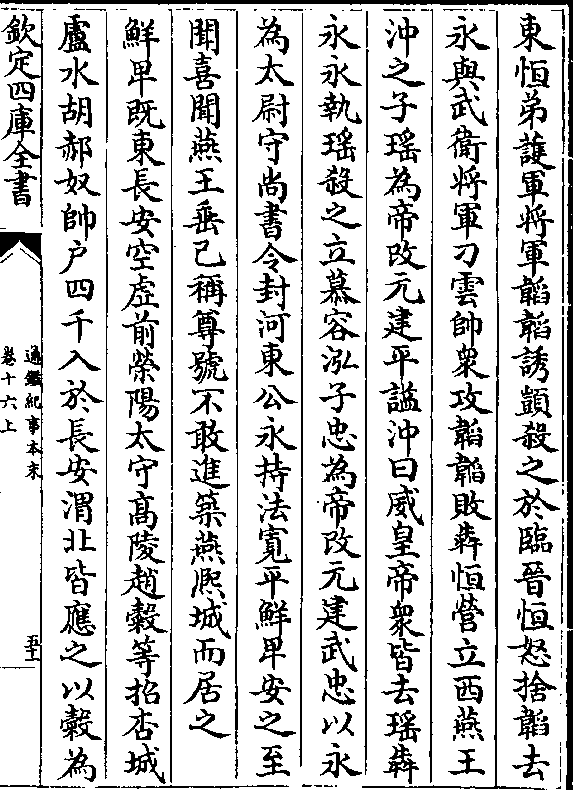 東恒弟護軍將軍韜韜誘顗殺之於臨晉恒怒捨韜去
永與武衛將軍刁雲帥衆攻韜韜敗犇恒營立西燕王
沖之子瑤為帝改元建平諡沖曰威皇帝衆皆去瑤犇
永永執瑤殺之立慕容泓子忠為帝改元建武忠以永
為太尉守尚書令封河東公永持法寛平鮮卑安之至
聞喜聞燕王垂已稱尊號不敢進築燕熙城而居之
鮮卑既東長安空虛前滎陽太守高陵趙穀等招杏城
盧水胡郝奴帥户四千入於長安渭北皆應之以穀為
欽定四庫全書
通鑑紀事本末
卷十六上